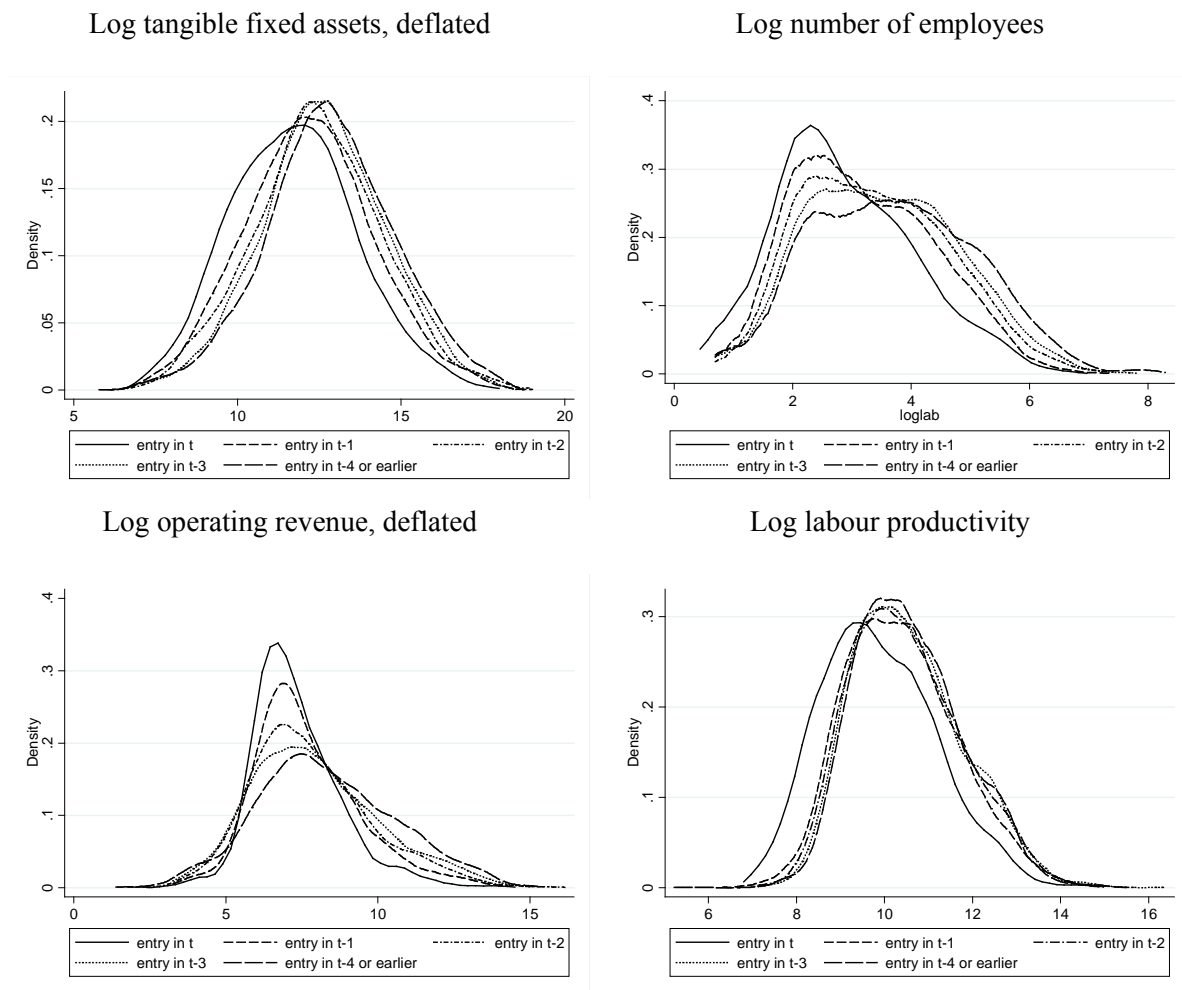 Log tangible fixed assets, deflated
Density
0 .05 .1 .15 .2
5 10 15 20
entry in t entry in t-1 entry in t-2
entry in t-3 entry in t-4 or earlier
Log number of employees
Density
0 .1 .2 .3 .4
0 2 4 6 8
loglab
entry in t entry in t-1 entry in t-2
entry in t-3 entry in t-4 or earlier
Log operating revenue, deflated
Density
0 .1 .2 .3 .4
0 5 10 15
entry in t entry in t-1 entry in t-2
entry in t-3 entry in t-4 or earlier
Log labour productivity
Density
0 .1 .2 .3
6 8 10 12 14 16
entry in t entry in t-1 entry in t-2
entry in t-3 entry in t-4 or earlier